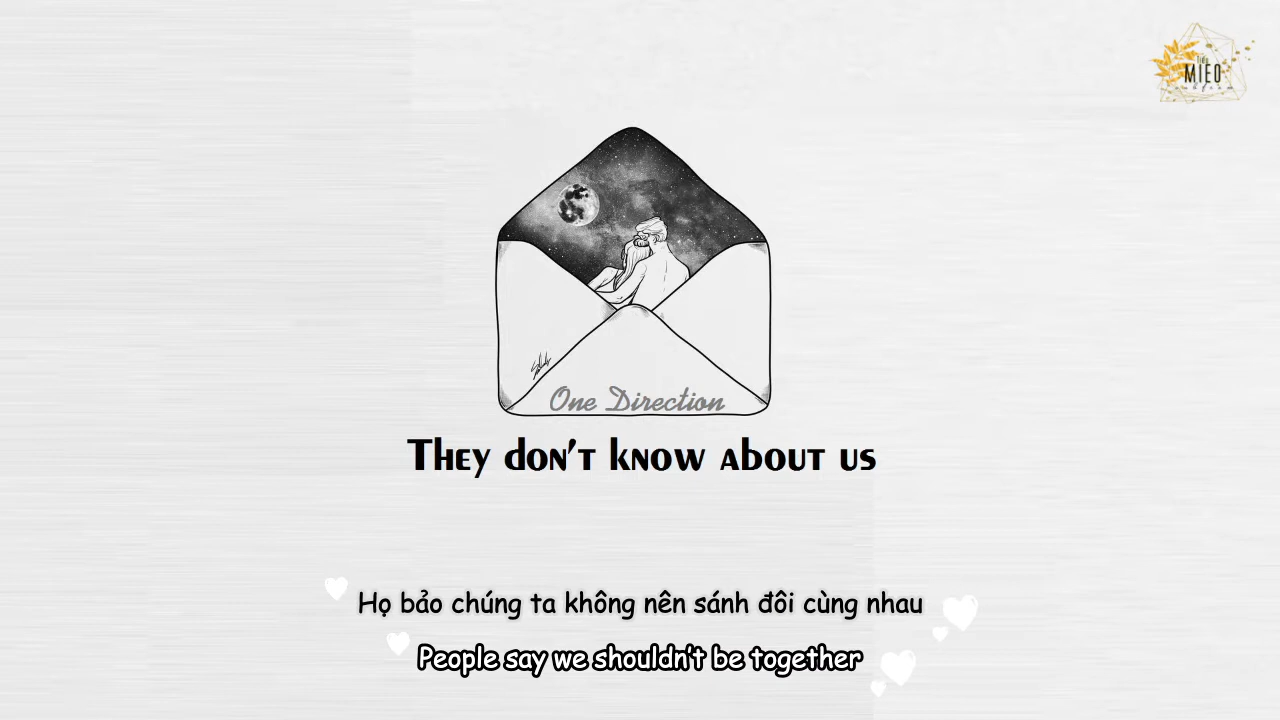 MIEO
One Direction
They don't know about us
Họ bảo chúng ta không nên sánh đôi cùng nhau
People say we shouldn't be together